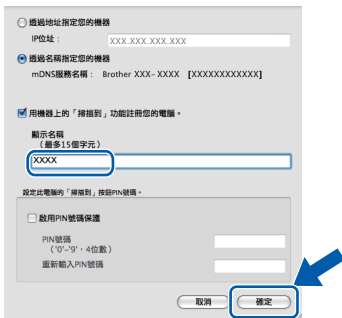 透過地址指定您的機器
IP位址： XXX.XXX.XXX.XXX
透過名稱指定您的機器
mDNS服務名稱： Brother XXX-XXXX [XXXXXXXXXXXX]
用機器上的「掃描到」功能註冊您的電腦。
顯示名稱
（最多15個字元）
XXXX
設定此電腦的「掃描到」按鈕PIN號碼。
啟用PIN號碼保護
PIN號碼
（'0'-'9'，4位數）
重新輸入PIN號碼
取消 確定